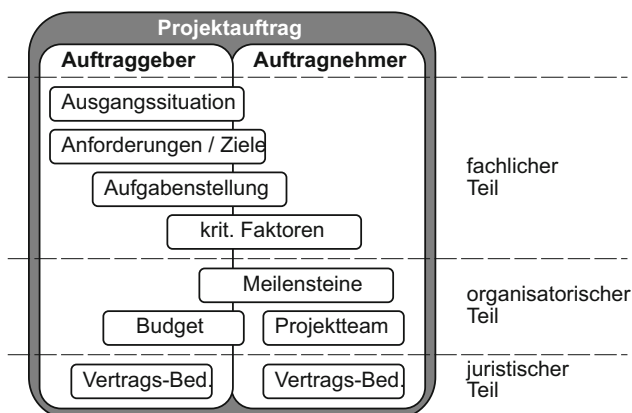 Projektauftrag
Auftraggeber
Auftragnehmer
Ausgangssituation
Anforderungen / Ziele
Aufgabenstellung
krit. Faktoren
fachlicher
Teil
Meilensteine
Budget
Projektteam
organisatorischer
Teil
Vertrags-Bed.
Vertrags-Bed.
juristischer
Teil